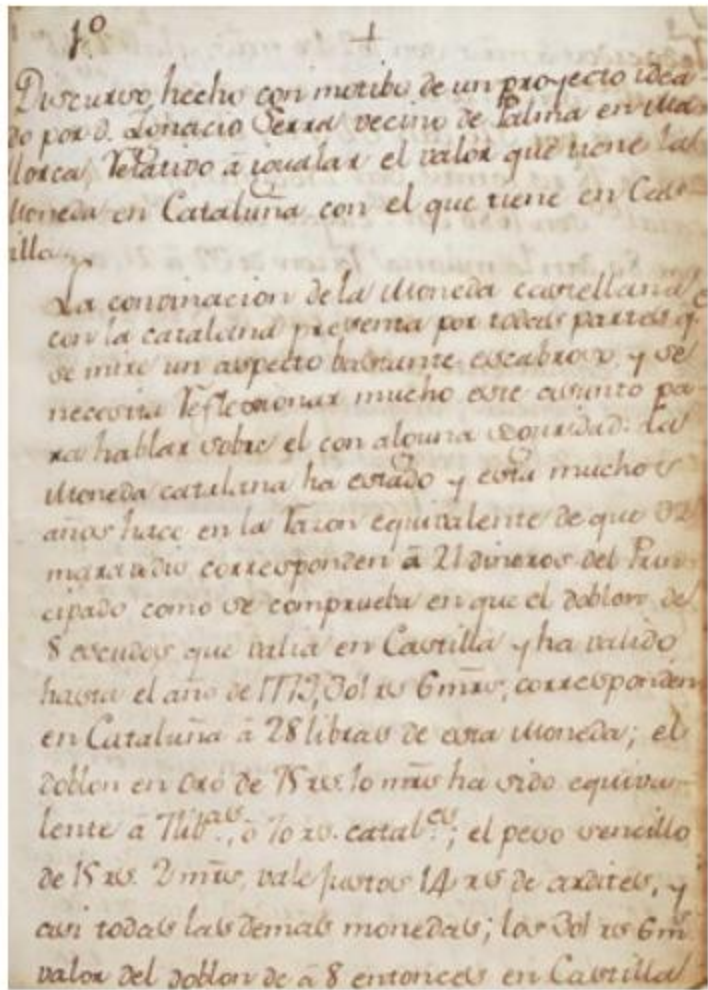 1º +
Discurso hecho con motibo de un proyecto idea-
do por D. Ignacio Serra vecino de Palma en Ma-
llorca, Relativo â igualar el valor que tiene la
Moneda en Cataluña con el que tiene en Cas-
illa.
La convinacion de la Moneda castellana
con la catalana presenta por todas partes q.
se mire un aspecto bastante escabroso, y se
necesita Reflexionar mucho este asunto pa-
ra hablar sobre el con alguna seguridad. La
Moneda catalana ha estado y está muchos
años hace en la Razon equivalente de que 32
maravedis corresponden â 21 dineros del Prin-
cipado como se comprueba en que el doblon de
8 escudos que valia en Castilla y ha valido
hasta el año de 1779, 301 rs 6 mrs, corresponden
en Cataluña â 28 libras de esta Moneda; el
doblon en oro de 75 rs. 10 mrs ha sido equiva-
lente â 7 lib.as, ô 70 rs. catal.es; el peso sencillo
de 15 rs. 2 mrs, vale justos 14 rs de ardites, y
asi todas las demas monedas; los 301 rs 6 m
valor del doblon de â 8 entonces en Castilla